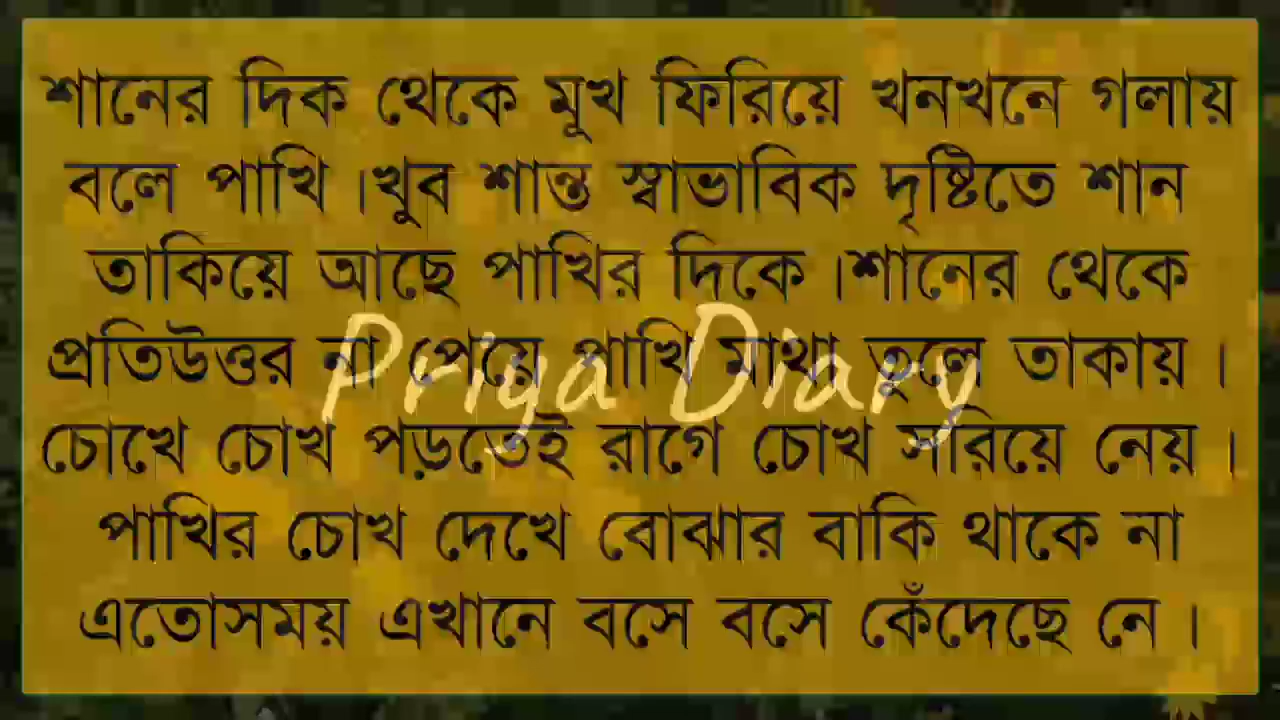 শানের দিক থেকে মূখ ফিরিয়ে খনখনে গলায়
বলে পাখি ।খুব শান্ত স্বাভাবিক দৃষ্টিতে শান
তাকিয়ে আছে পাখির দিকে ।শানের থেকে
প্রতিউত্তর না পেয়ে পাখি মাথা তুলে তাকায় ।
Priya Diary
চোখে চোখ পড়তেই রাগে চোখ সরিয়ে নেয় ।
পাখির চোখ দেখে বোঝার বাকি থাকে না
এতোসময় এখানে বসে বসে কেঁদেছে নে ।